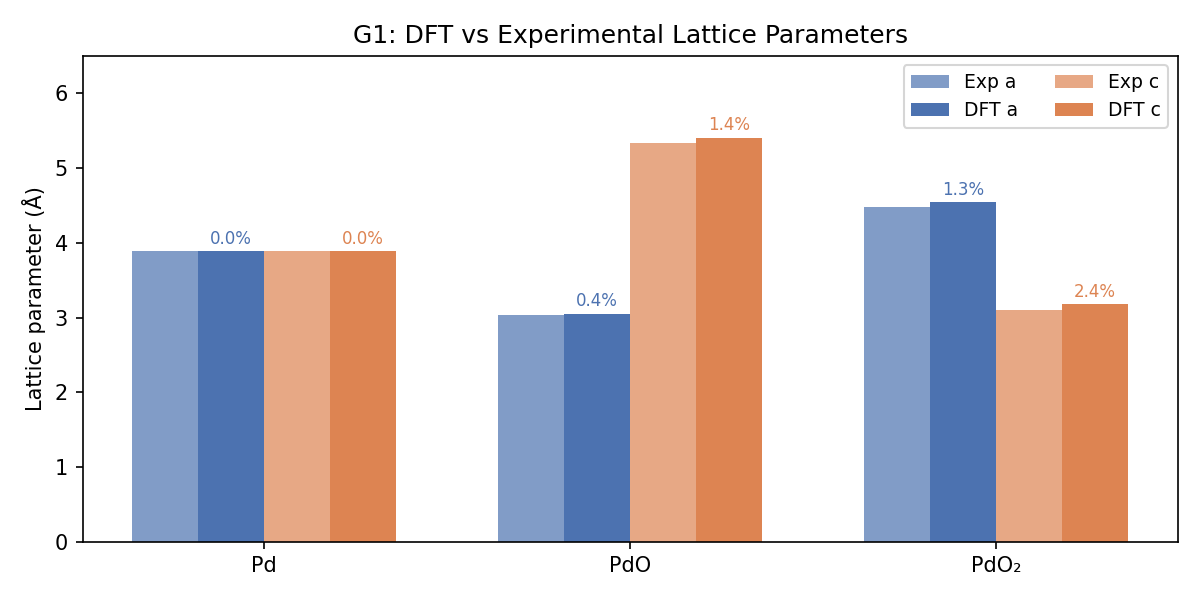 G1: DFT vs Experimental Lattice Parameters
Exp a
DFT a
Exp c
DFT c
Lattice parameter (Å)
6
5
4
3
2
1
0
0.0%
0.0%
0.4%
1.4%
1.3%
2.4%
Pd
PdO
PdO₂